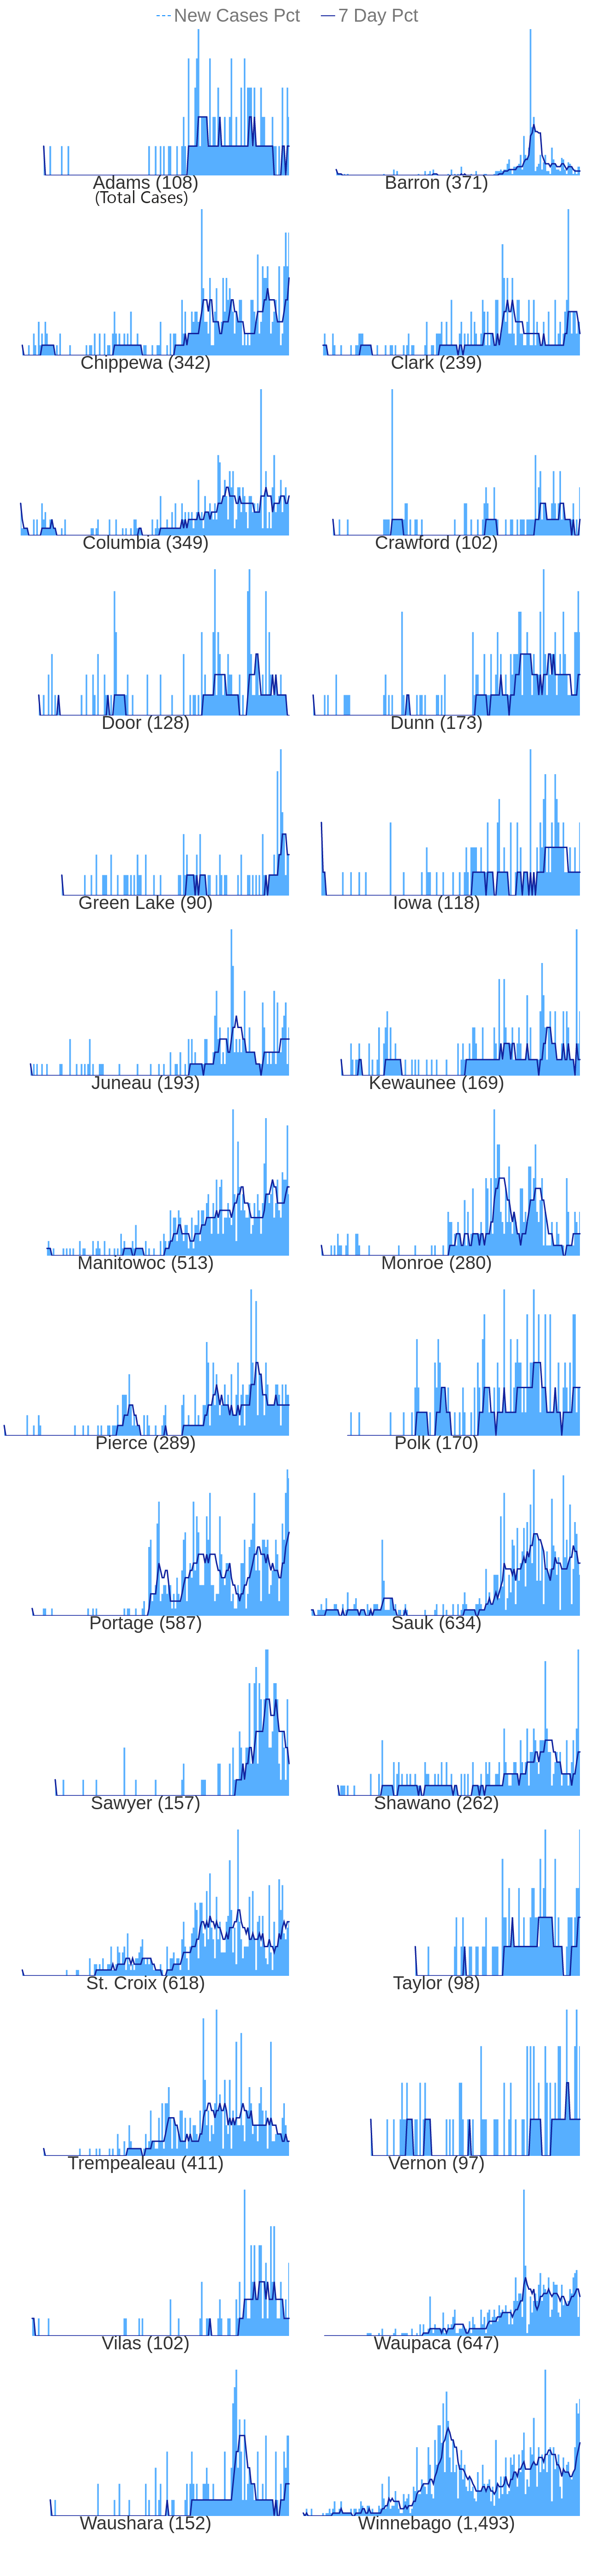 New Cases Pct 7 Day Pct
Adams (108) Barron (371)
(Total Cases)
Chippewa (342) Clark (239)
Columbia (349) Crawford (102)
Door (128) Dunn (173)
Green Lake (90) Iowa (118)
Juneau (193) Kewaunee (169)
Manitowoc (513) Monroe (280)
Pierce (289) Polk (170)
Portage (587) Sauk (634)
Sawyer (157) Shawano (262)
St. Croix (618) Taylor (98)
Trempealeau (411) Vernon (97)
Vilas (102) Waupaca (647)
Waushara (152) Winnebago (1,493)